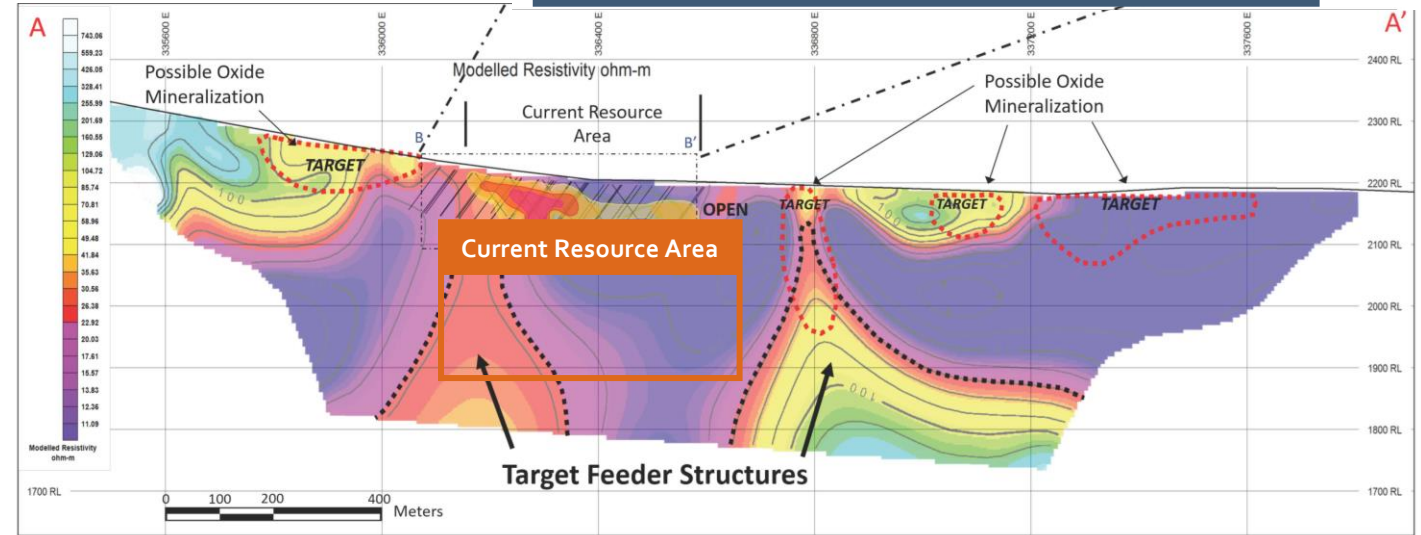 A
A'
335600 E
336000 E
336400 E
336800 E
337600 E
742.06
559.23
426.05
328.41
255.99
201.69
160.55
129.06
104.72
85.74
70.81
58.96
49.48
41.84
35.63
30.56
26.38
22.92
20.03
17.61
15.57
13.83
12.36
11.09
Modelled Resistivity
ohm-m
2400 RL
2300 RL
2200 RL
2100 RL
2000 RL
1900 RL
1800 RL
1700 RL
1700 RL
Modelled Resistivity ohm-m
Possible Oxide
Mineralization
Current Resource
Area
Possible Oxide
Mineralization
B
B'
TARGET
OPEN
TARGET
TARGET
TARGET
100
100
100
Current Resource Area
Target Feeder Structures
0 100 200 400
Meters